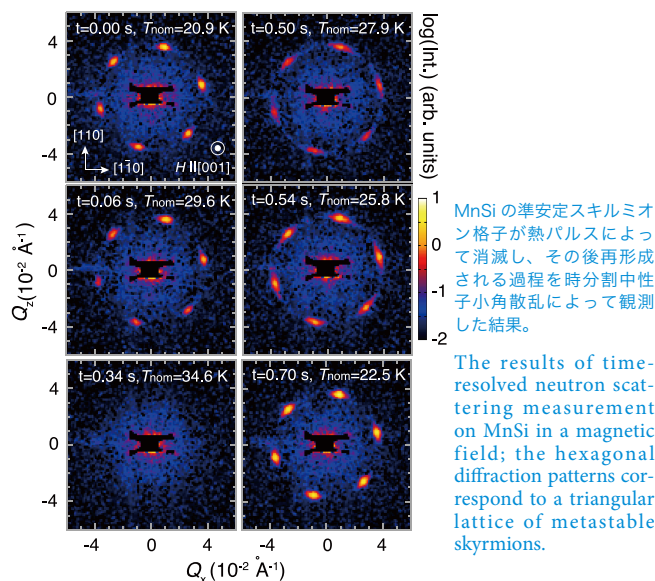 t=0.00 s, Tnom=20.9 K
t=0.50 s, Tnom=27.9 K
t=0.06 s, Tnom=29.6 K
t=0.54 s, Tnom=25.8 K
t=0.34 s, Tnom=34.6 K
t=0.70 s, Tnom=22.5 K
[110]
[11̄0]
H II[001]
4
0
-4
4
0
-4
4
0
-4
Qz(10⁻² Å⁻¹)
-4
0
4
-4
0
4
Qx(10⁻² Å⁻¹)
log(Int.) (arb. units)
1
0
-1
-2
MnSi の準安定スキルミオ
ン格子が熱パルスによっ
て消滅し、その後再形成
される過程を時分割中性
子小角散乱によって観測
した結果。
The results of time-
resolved neutron scat-
tering measurement
on MnSi in a magnetic
field; the hexagonal
diffraction patterns cor-
respond to a triangular
lattice of metastable
skyrmions.